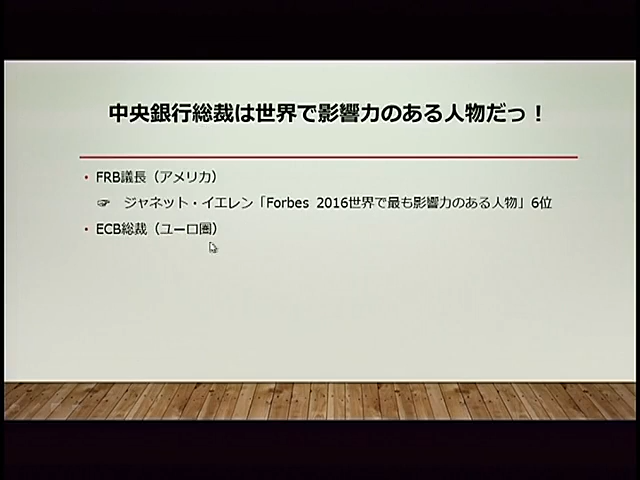 中央銀行総裁は世界で影響力のある人物だっ！
・FRB議長（アメリカ）
☞ ジャネット・イエレン「Forbes 2016世界で最も影響力のある人物」6位
・ECB総裁（ユーロ圏）